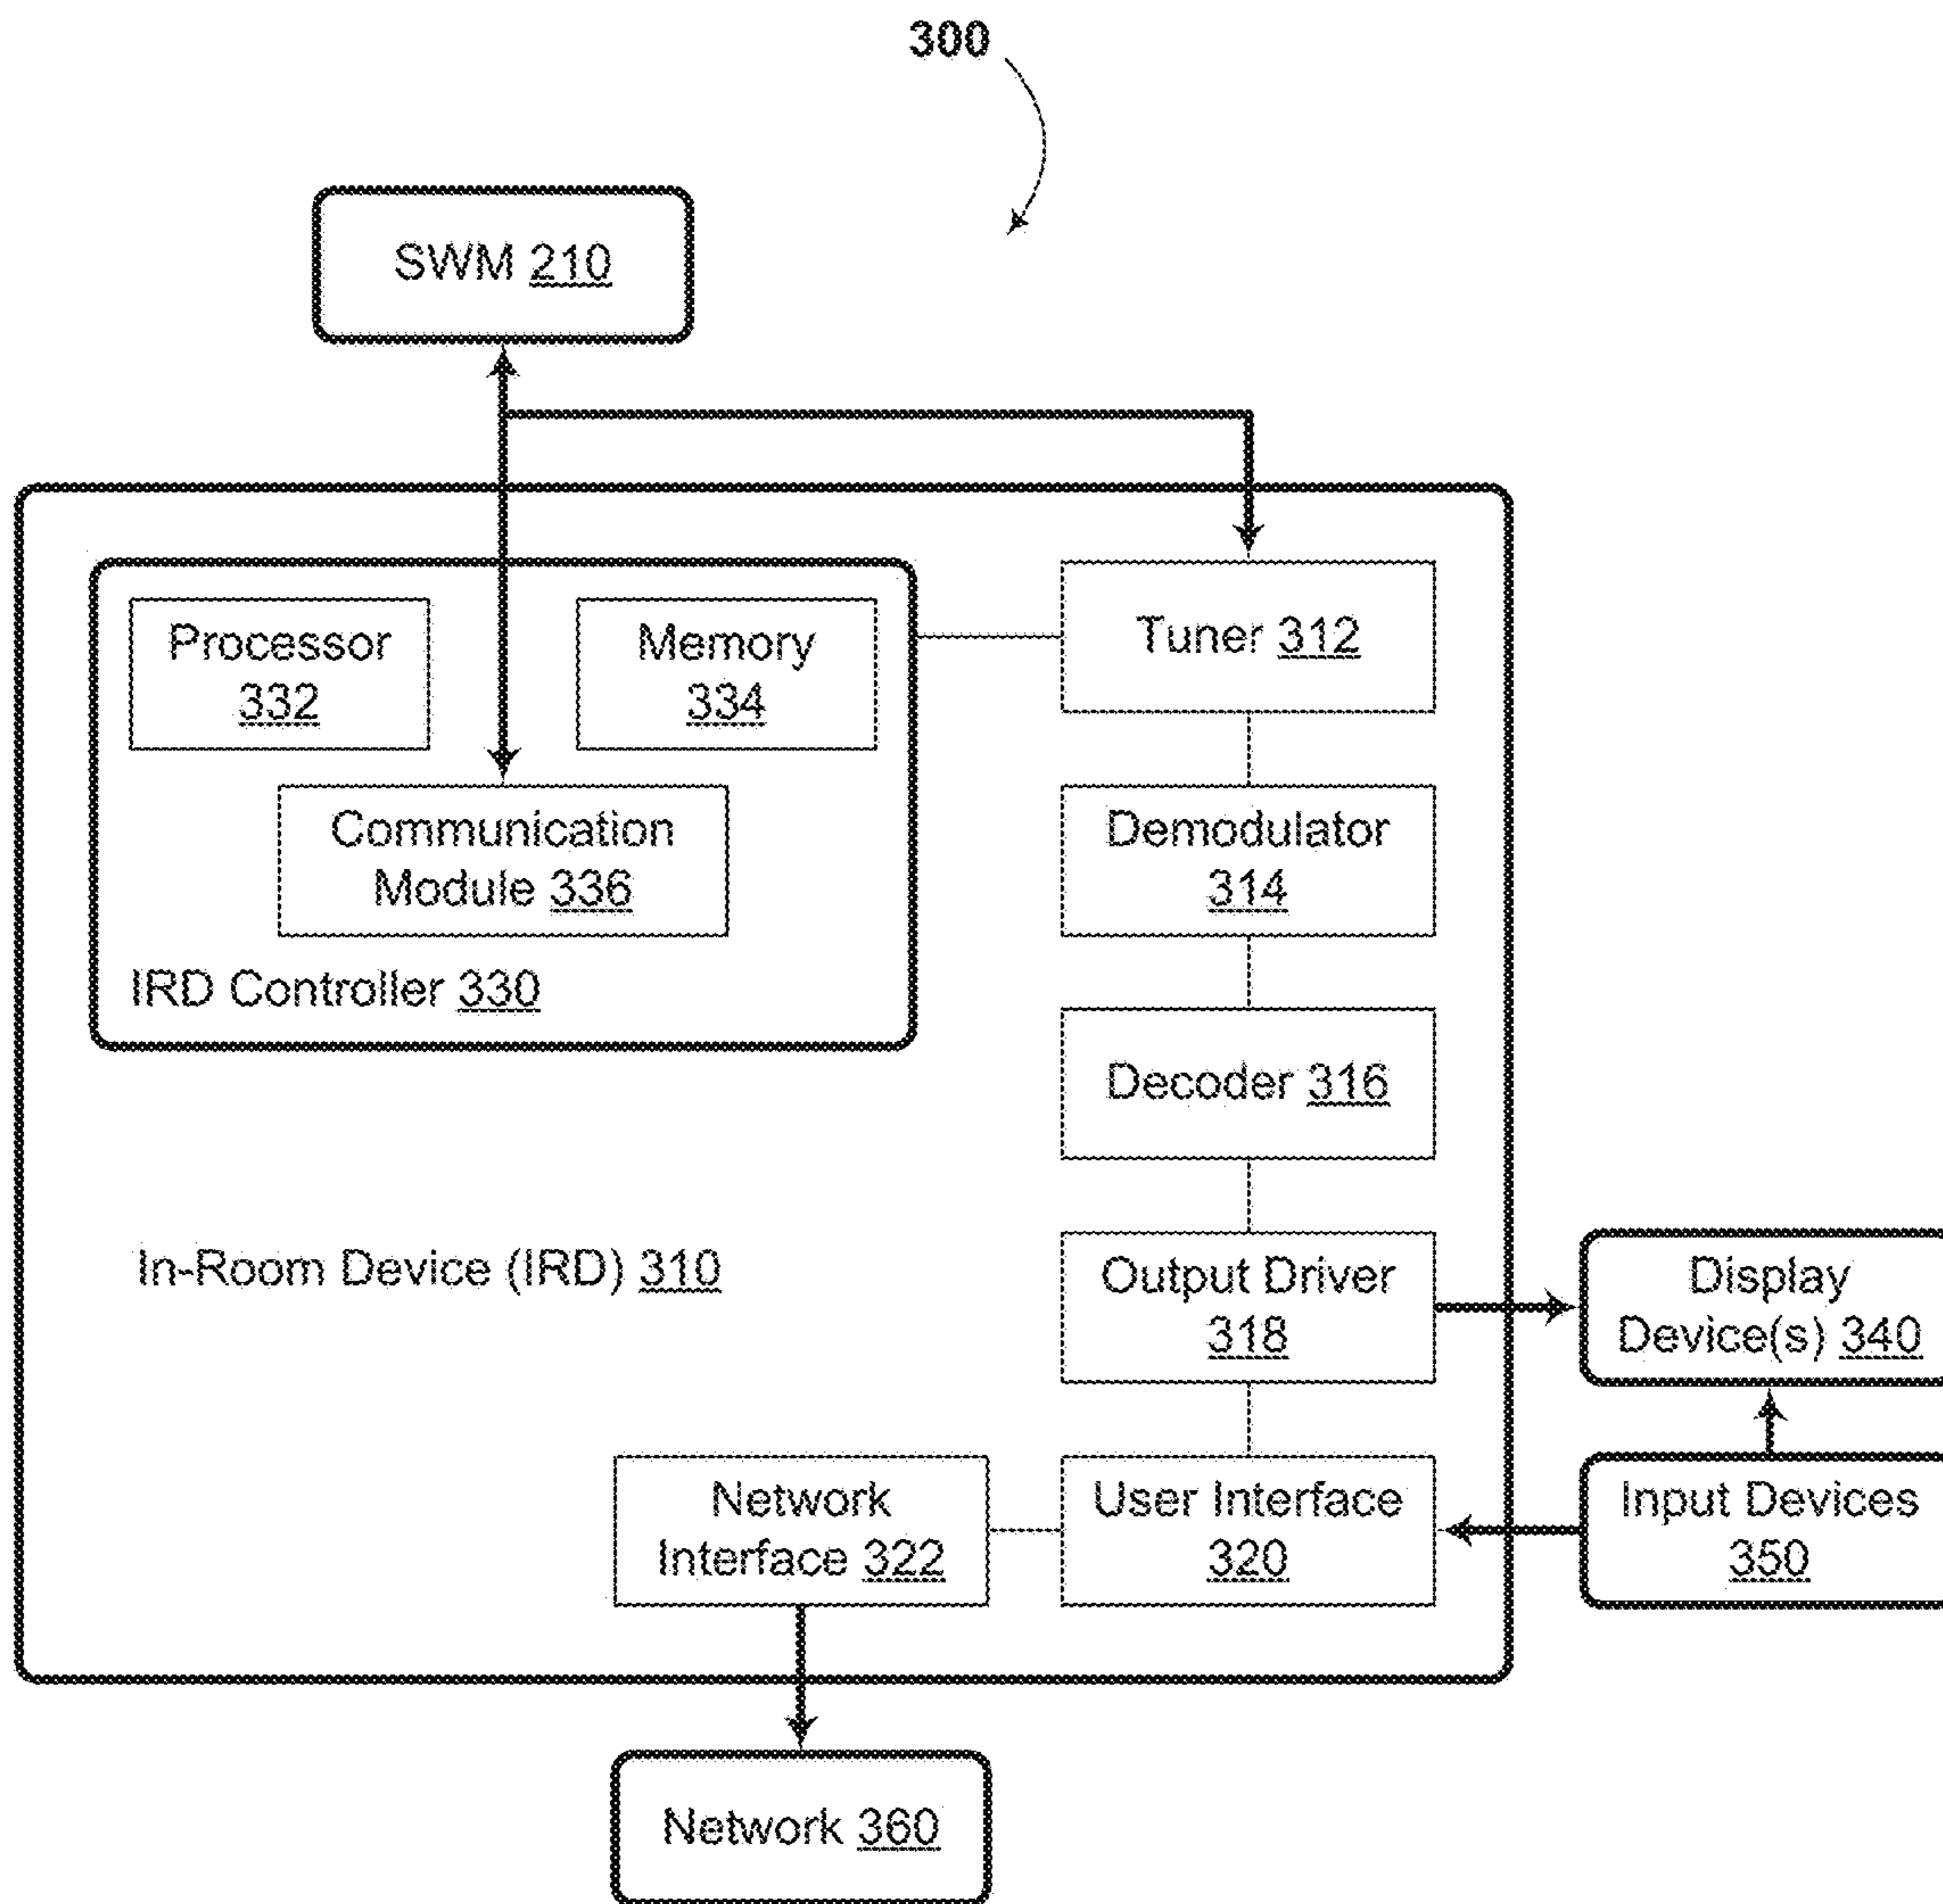 300
SWM 210
Processor
332
Memory
334
Tuner 312
Communication
Module 336
Demodulator
314
IRD Controller 330
Decoder 316
In-Room Device (IRD) 310
Output Driver
318
Display
Device(s) 340
Network
Interface 322
User Interface
320
Input Devices
350
Network 360